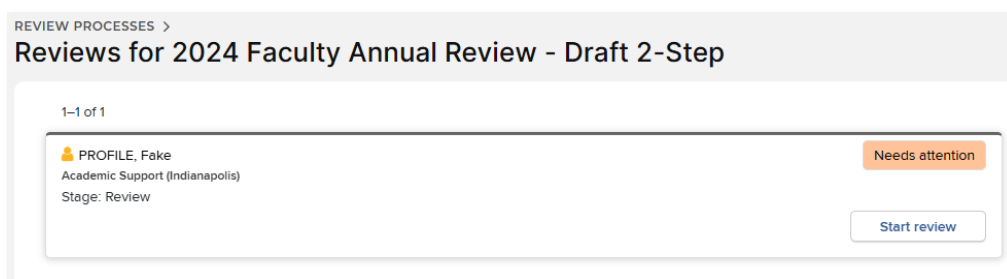 REVIEW PROCESSES >
Reviews for 2024 Faculty Annual Review - Draft 2-Step
1–1 of 1
PROFILE, Fake
Needs attention
Academic Support (Indianapolis)
Stage: Review
Start review